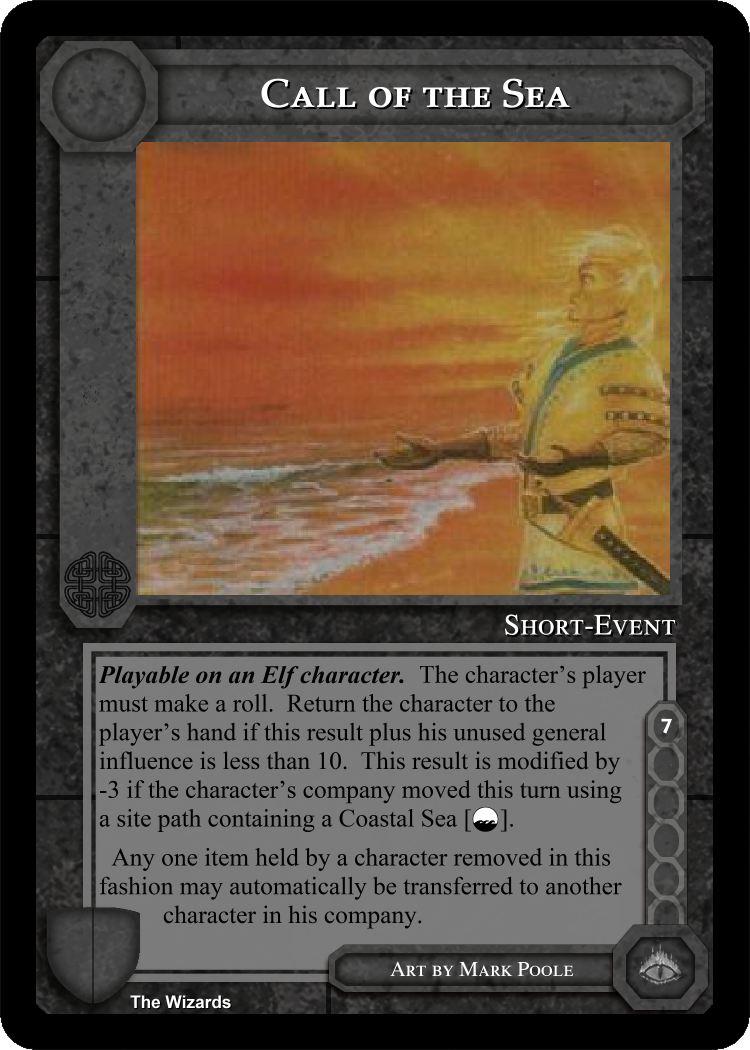 Call of the Sea
Short-Event
Playable on an Elf character. The character's player
must make a roll. Return the character to the
player's hand if this result plus his unused general
influence is less than 10. This result is modified by
-3 if the character's company moved this turn using
a site path containing a Coastal Sea [ ].
Any one item held by a character removed in this
fashion may automatically be transferred to another
character in his company.
7
Art by Mark Poole
The Wizards